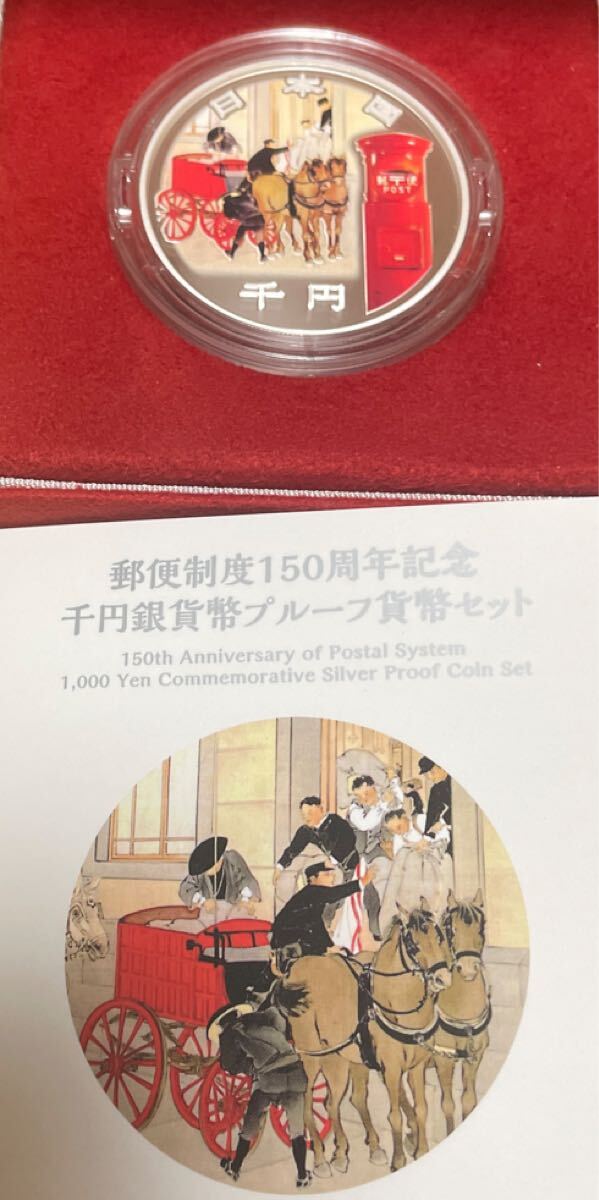 日本国
郵便
POST
千円
郵便制度150周年記念
千円銀貨幣プルーフ貨幣セット
150th Anniversary of Postal System
1,000 Yen Commemorative Silver Proof Coin Set